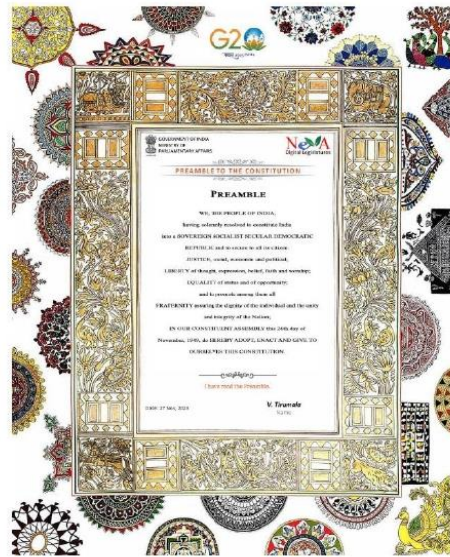 G20
GOVERNMENT OF INDIA
MINISTRY OF
PARLIAMENTARY AFFAIRS
NeVA
Digital Legislatures
PREAMBLE TO THE CONSTITUTION
PREAMBLE
WE, THE PEOPLE OF INDIA,
having solemnly resolved to constitute India
into a SOVEREIGN SOCIALIST SECULAR DEMOCRATIC
REPUBLIC and to secure to all its citizens
JUSTICE, social, economic and political;
LIBERTY of thought, expression, belief, faith and worship;
EQUALITY of status and of opportunity;
and to promote among them all
FRATERNITY assuring the dignity of the individual and the unity
and integrity of the Nation;
IN OUR CONSTITUENT ASSEMBLY this 26th day of
November, 1949, do HEREBY ADOPT, ENACT AND GIVE TO
OURSELVES THIS CONSTITUTION
I have read the Preamble.
V. Tirumale